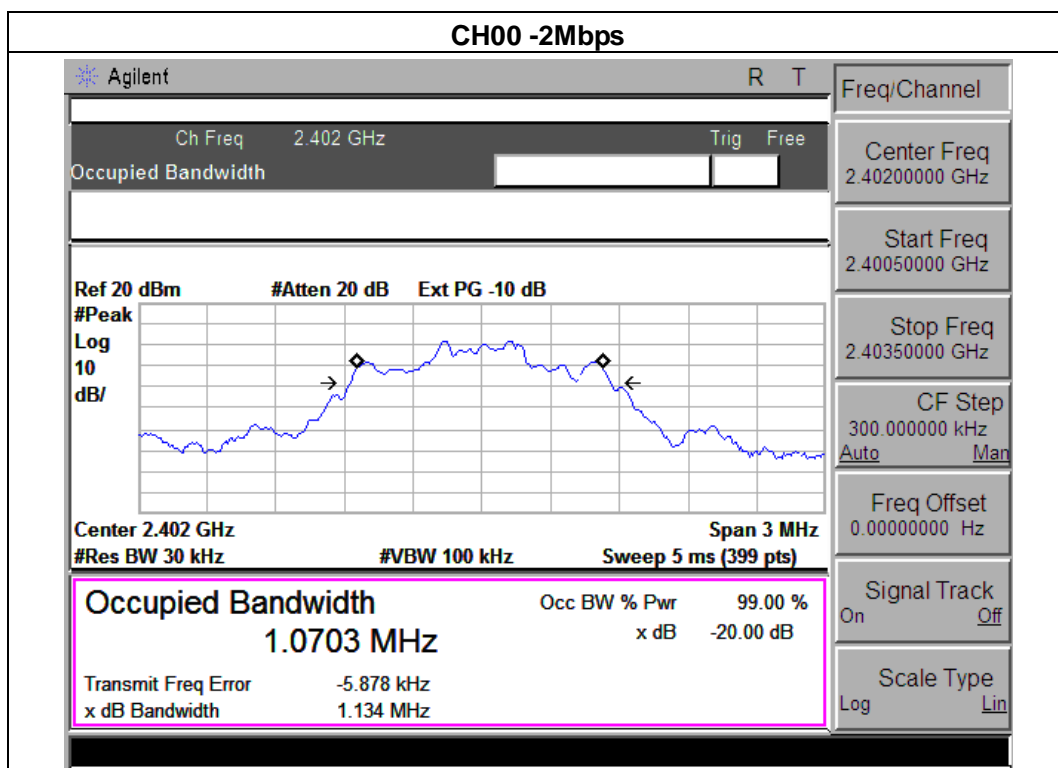 CH00 -2Mbps
Agilent R T
Ch Freq 2.402 GHz Trig Free
Occupied Bandwidth
Ref 20 dBm #Atten 20 dB Ext PG -10 dB
#Peak
Log
10
dB/
Center 2.402 GHz Span 3 MHz
#Res BW 30 kHz #VBW 100 kHz Sweep 5 ms (399 pts)
Occupied Bandwidth Occ BW % Pwr 99.00 %
1.0703 MHz x dB -20.00 dB
Transmit Freq Error -5.878 kHz
x dB Bandwidth 1.134 MHz
Freq/Channel
Center Freq
2.40200000 GHz
Start Freq
2.40050000 GHz
Stop Freq
2.40350000 GHz
CF Step
300.000000 kHz
Auto Man
Freq Offset
0.00000000 Hz
Signal Track
On Off
Scale Type
Log Lin